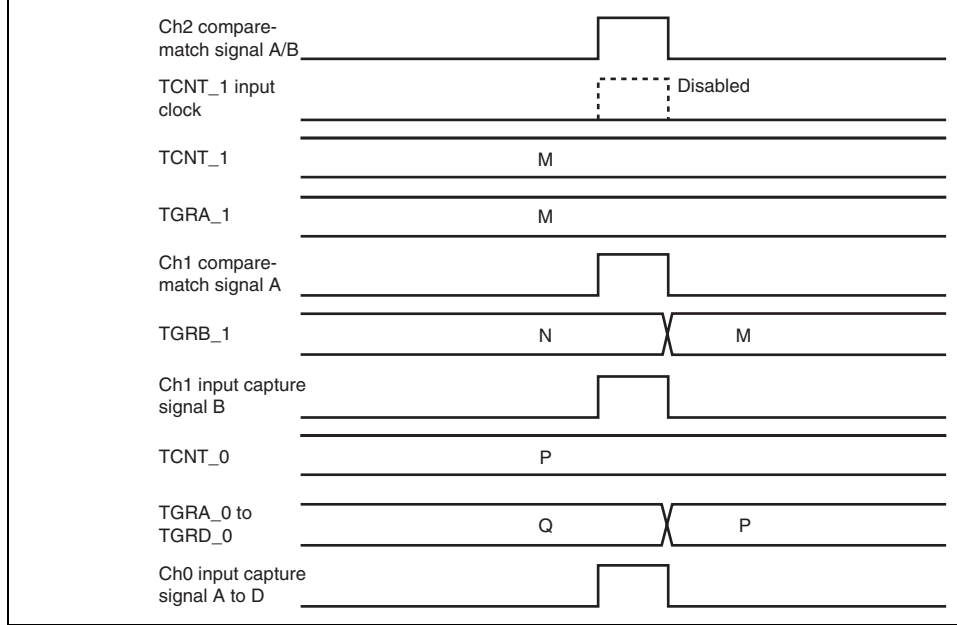 Ch2 compare-
match signal A/B
TCNT_1 input
clock
Disabled
TCNT_1
M
TGRA_1
M
Ch1 compare-
match signal A
TGRB_1
N
M
Ch1 input capture
signal B
TCNT_0
P
TGRA_0 to
TGRD_0
Q
P
Ch0 input capture
signal A to D